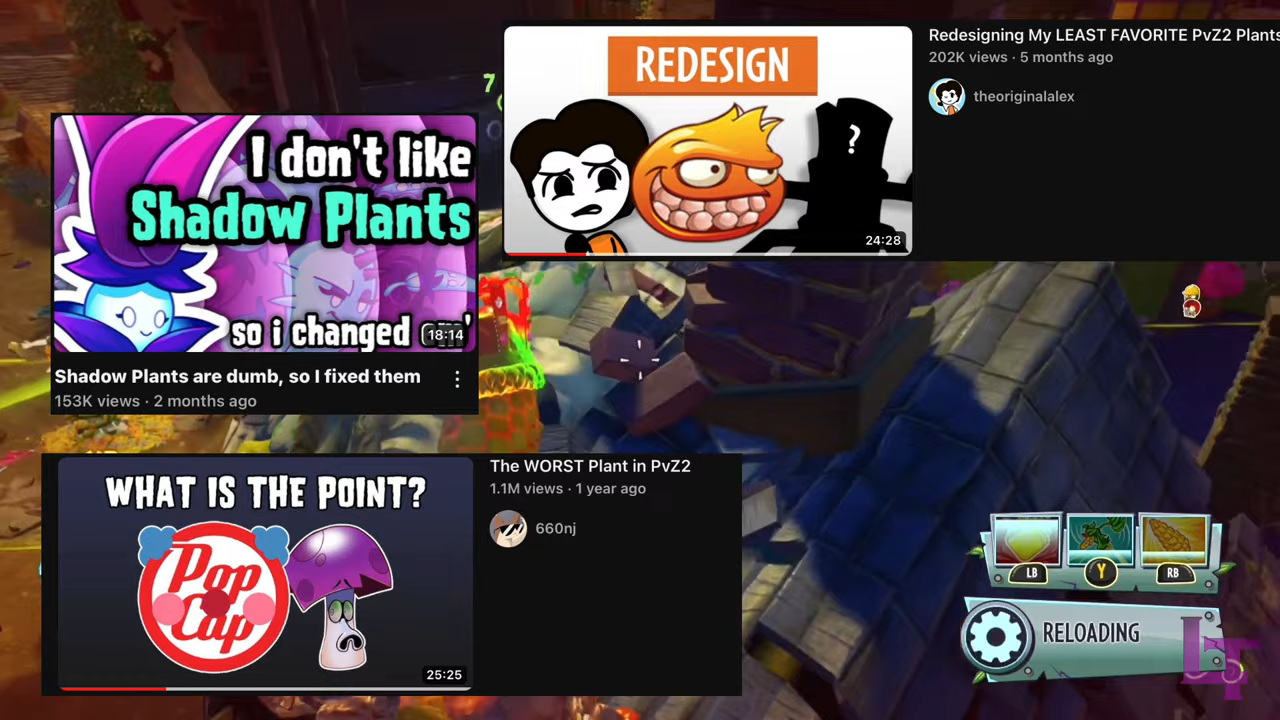 REDESIGN
?
24:28
Redesigning My LEAST FAVORITE PvZ2 Plants
202K views · 5 months ago
theoriginalalex
7
I don't like
Shadow Plants
so i changed
18:14
Shadow Plants are dumb, so I fixed them
153K views · 2 months ago
WHAT IS THE POINT?
Pop
Cap
25:25
The WORST Plant in PvZ2
1.1M views · 1 year ago
660nj
LB
Y
RB
RELOADING
LT